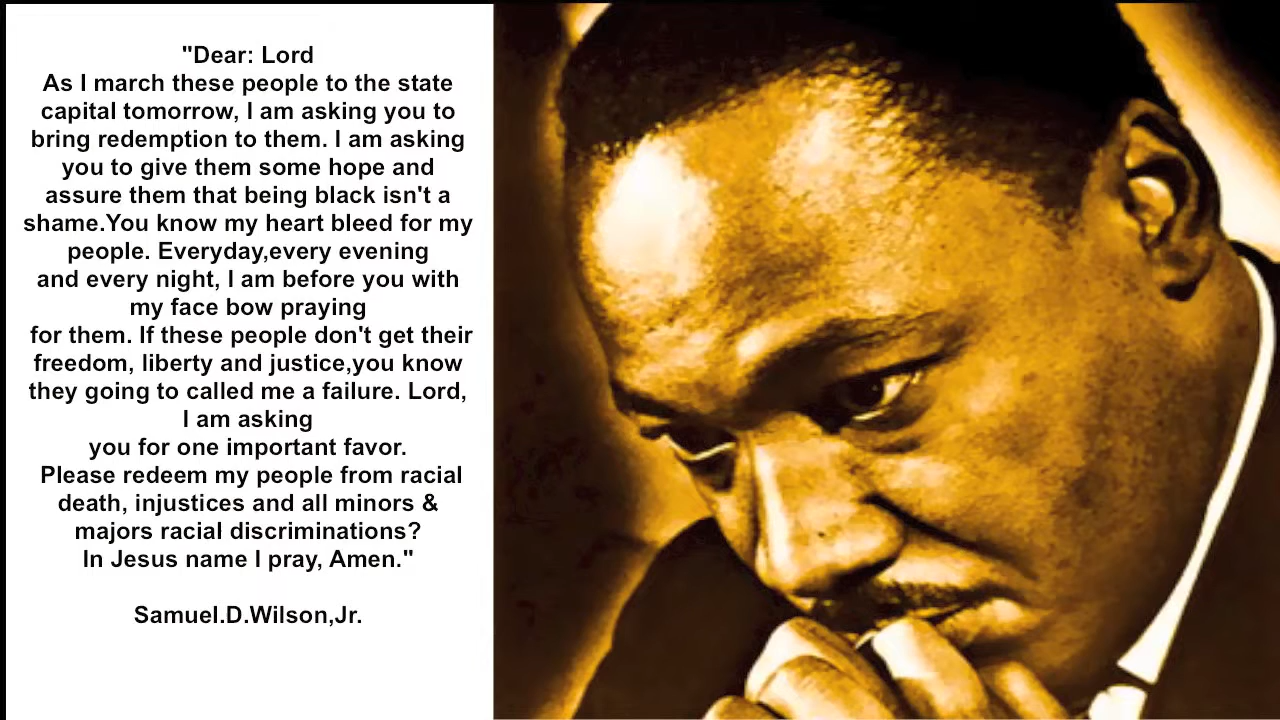 "Dear: Lord
As I march these people to the state
capital tomorrow, I am asking you to
bring redemption to them. I am asking
you to give them some hope and
assure them that being black isn't a
shame.You know my heart bleed for my
people. Everyday,every evening
and every night, I am before you with
my face bow praying
for them. If these people don't get their
freedom, liberty and justice,you know
they going to called me a failure. Lord,
I am asking
you for one important favor.
Please redeem my people from racial
death, injustices and all minors &
majors racial discriminations?
In Jesus name I pray, Amen."
Samuel.D.Wilson,Jr.